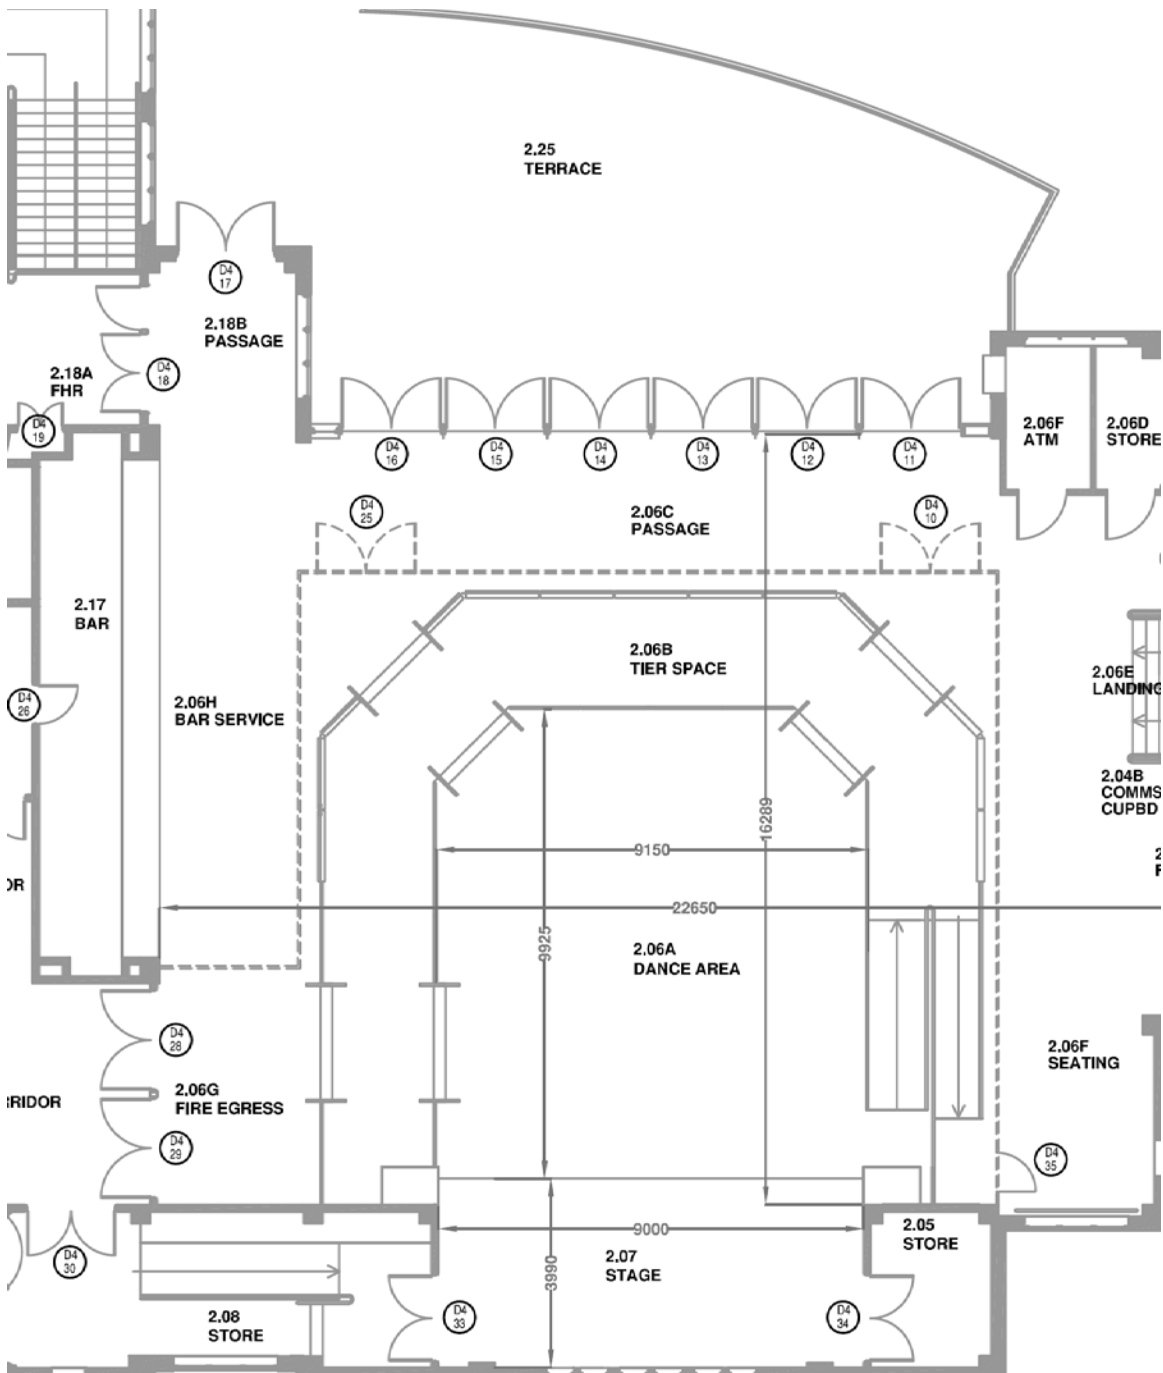 2.25
TERRACE
D4
17
2.18B
PASSAGE
2.18A
FHR
D4
18
D4
19
D4
16
D4
15
D4
14
D4
13
D4
12
D4
11
2.06F
ATM
2.06D
STORE
D4
25
2.06C
PASSAGE
D4
10
2.17
BAR
2.06B
TIER SPACE
2.06E
LANDING
D4
26
2.06H
BAR SERVICE
2.04B
COMMS
CUPBD
16289
9150
2
F
OR
22650
9925
2.06A
DANCE AREA
D4
28
2.06F
SEATING
RRIDOR
2.06G
FIRE EGRESS
D4
29
D4
35
9000
2.05
STORE
D4
30
3990
2.07
STAGE
2.08
STORE
D4
33
D4
34